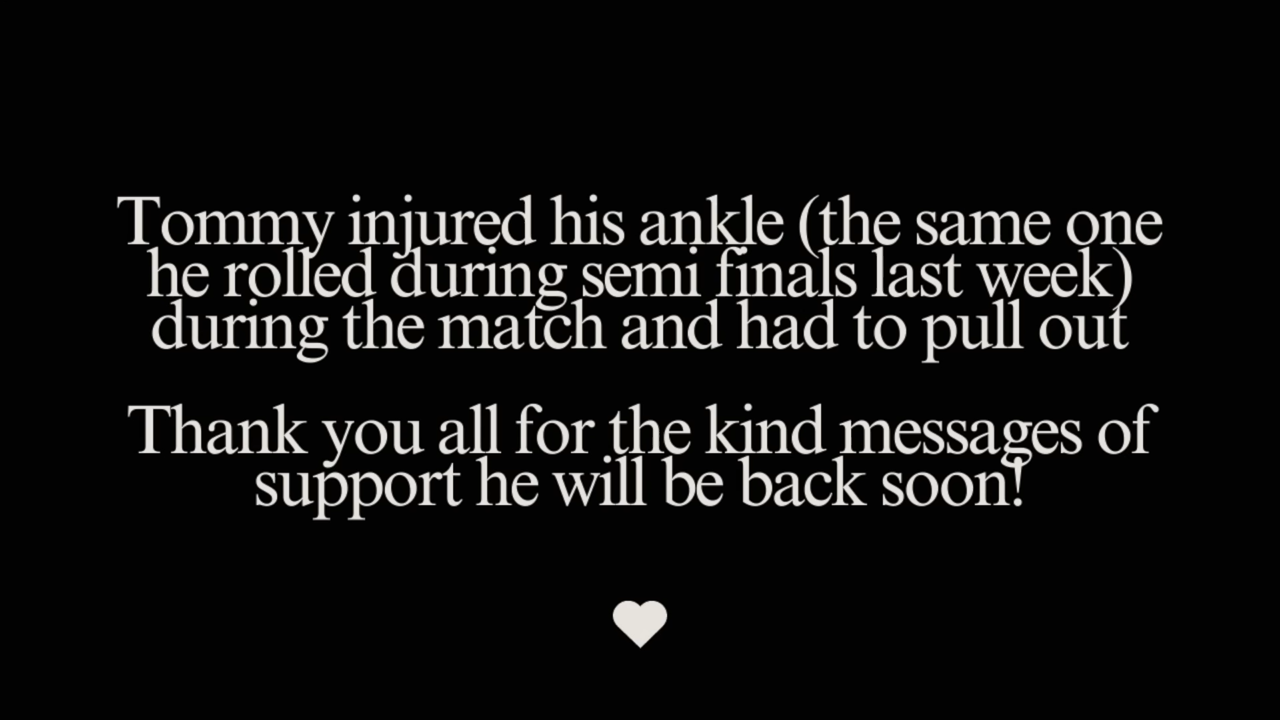 Tommy injured his ankle (the same one
he rolled during semi finals last week)
during the match and had to pull out
Thank you all for the kind messages of
support he will be back soon!